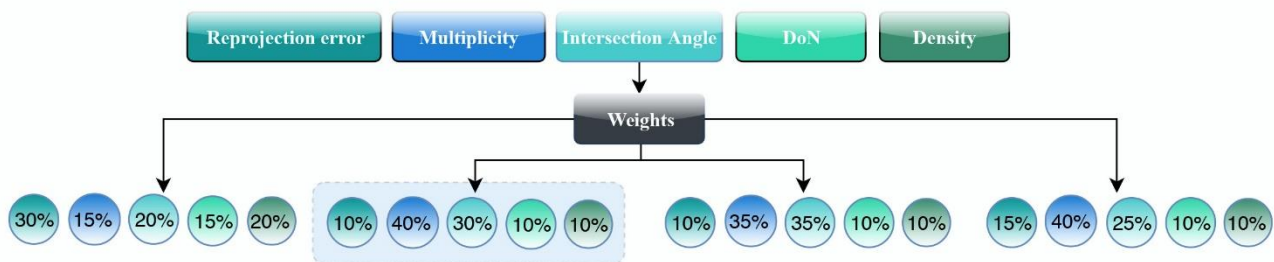 Reprojection error Multiplicity Intersection Angle DoN Density
Weights
30% 15% 20% 15% 20% 10% 40% 30% 10% 10% 10% 35% 35% 10% 10% 15% 40% 25% 10% 10%